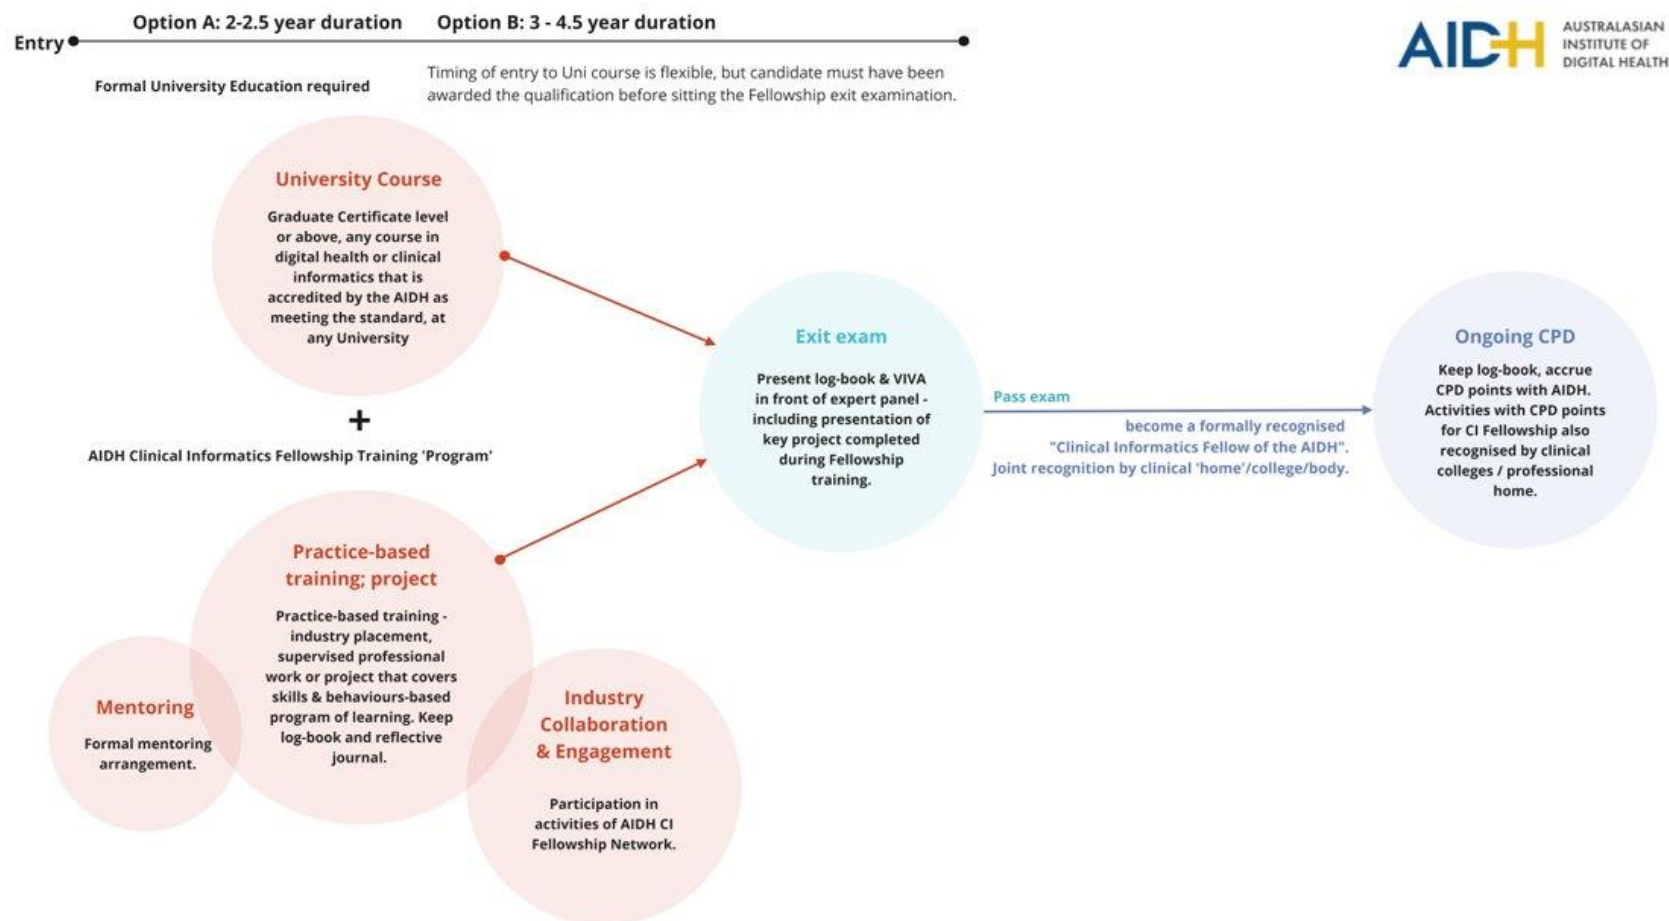 Option A: 2-2.5 year duration
Option B: 3 - 4.5 year duration
Entry
AIDH
AUSTRALASIAN
INSTITUTE OF
DIGITAL HEALTH
Formal University Education required
Timing of entry to Uni course is flexible, but candidate must have been
awarded the qualification before sitting the Fellowship exit examination.
University Course
Graduate Certificate level
or above, any course in
digital health or clinical
informatics that is
accredited by the AIDH as
meeting the standard, at
any University
+
AIDH Clinical Informatics Fellowship Training 'Program'
Practice-based
training; project
Practice-based training -
industry placement,
supervised professional
work or project that covers
skills & behaviours-based
program of learning. Keep
log-book and reflective
journal.
Mentoring
Formal mentoring
arrangement.
Industry
Collaboration
& Engagement
Participation in
activities of AIDH CI
Fellowship Network.
Exit exam
Present log-book & VIVA
in front of expert panel -
including presentation of
key project completed
during Fellowship
training.
Pass exam
become a formally recognised
"Clinical Informatics Fellow of the AIDH".
Joint recognition by clinical 'home'/college/body.
Ongoing CPD
Keep log-book, accrue
CPD points with AIDH.
Activities with CPD points
for CI Fellowship also
recognised by clinical
colleges / professional
home.